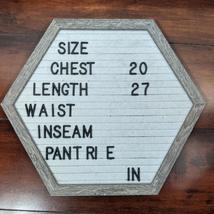 SIZE
CHEST 20
LENGTH 27
WAIST
INSEAM
PANT RI E
IN